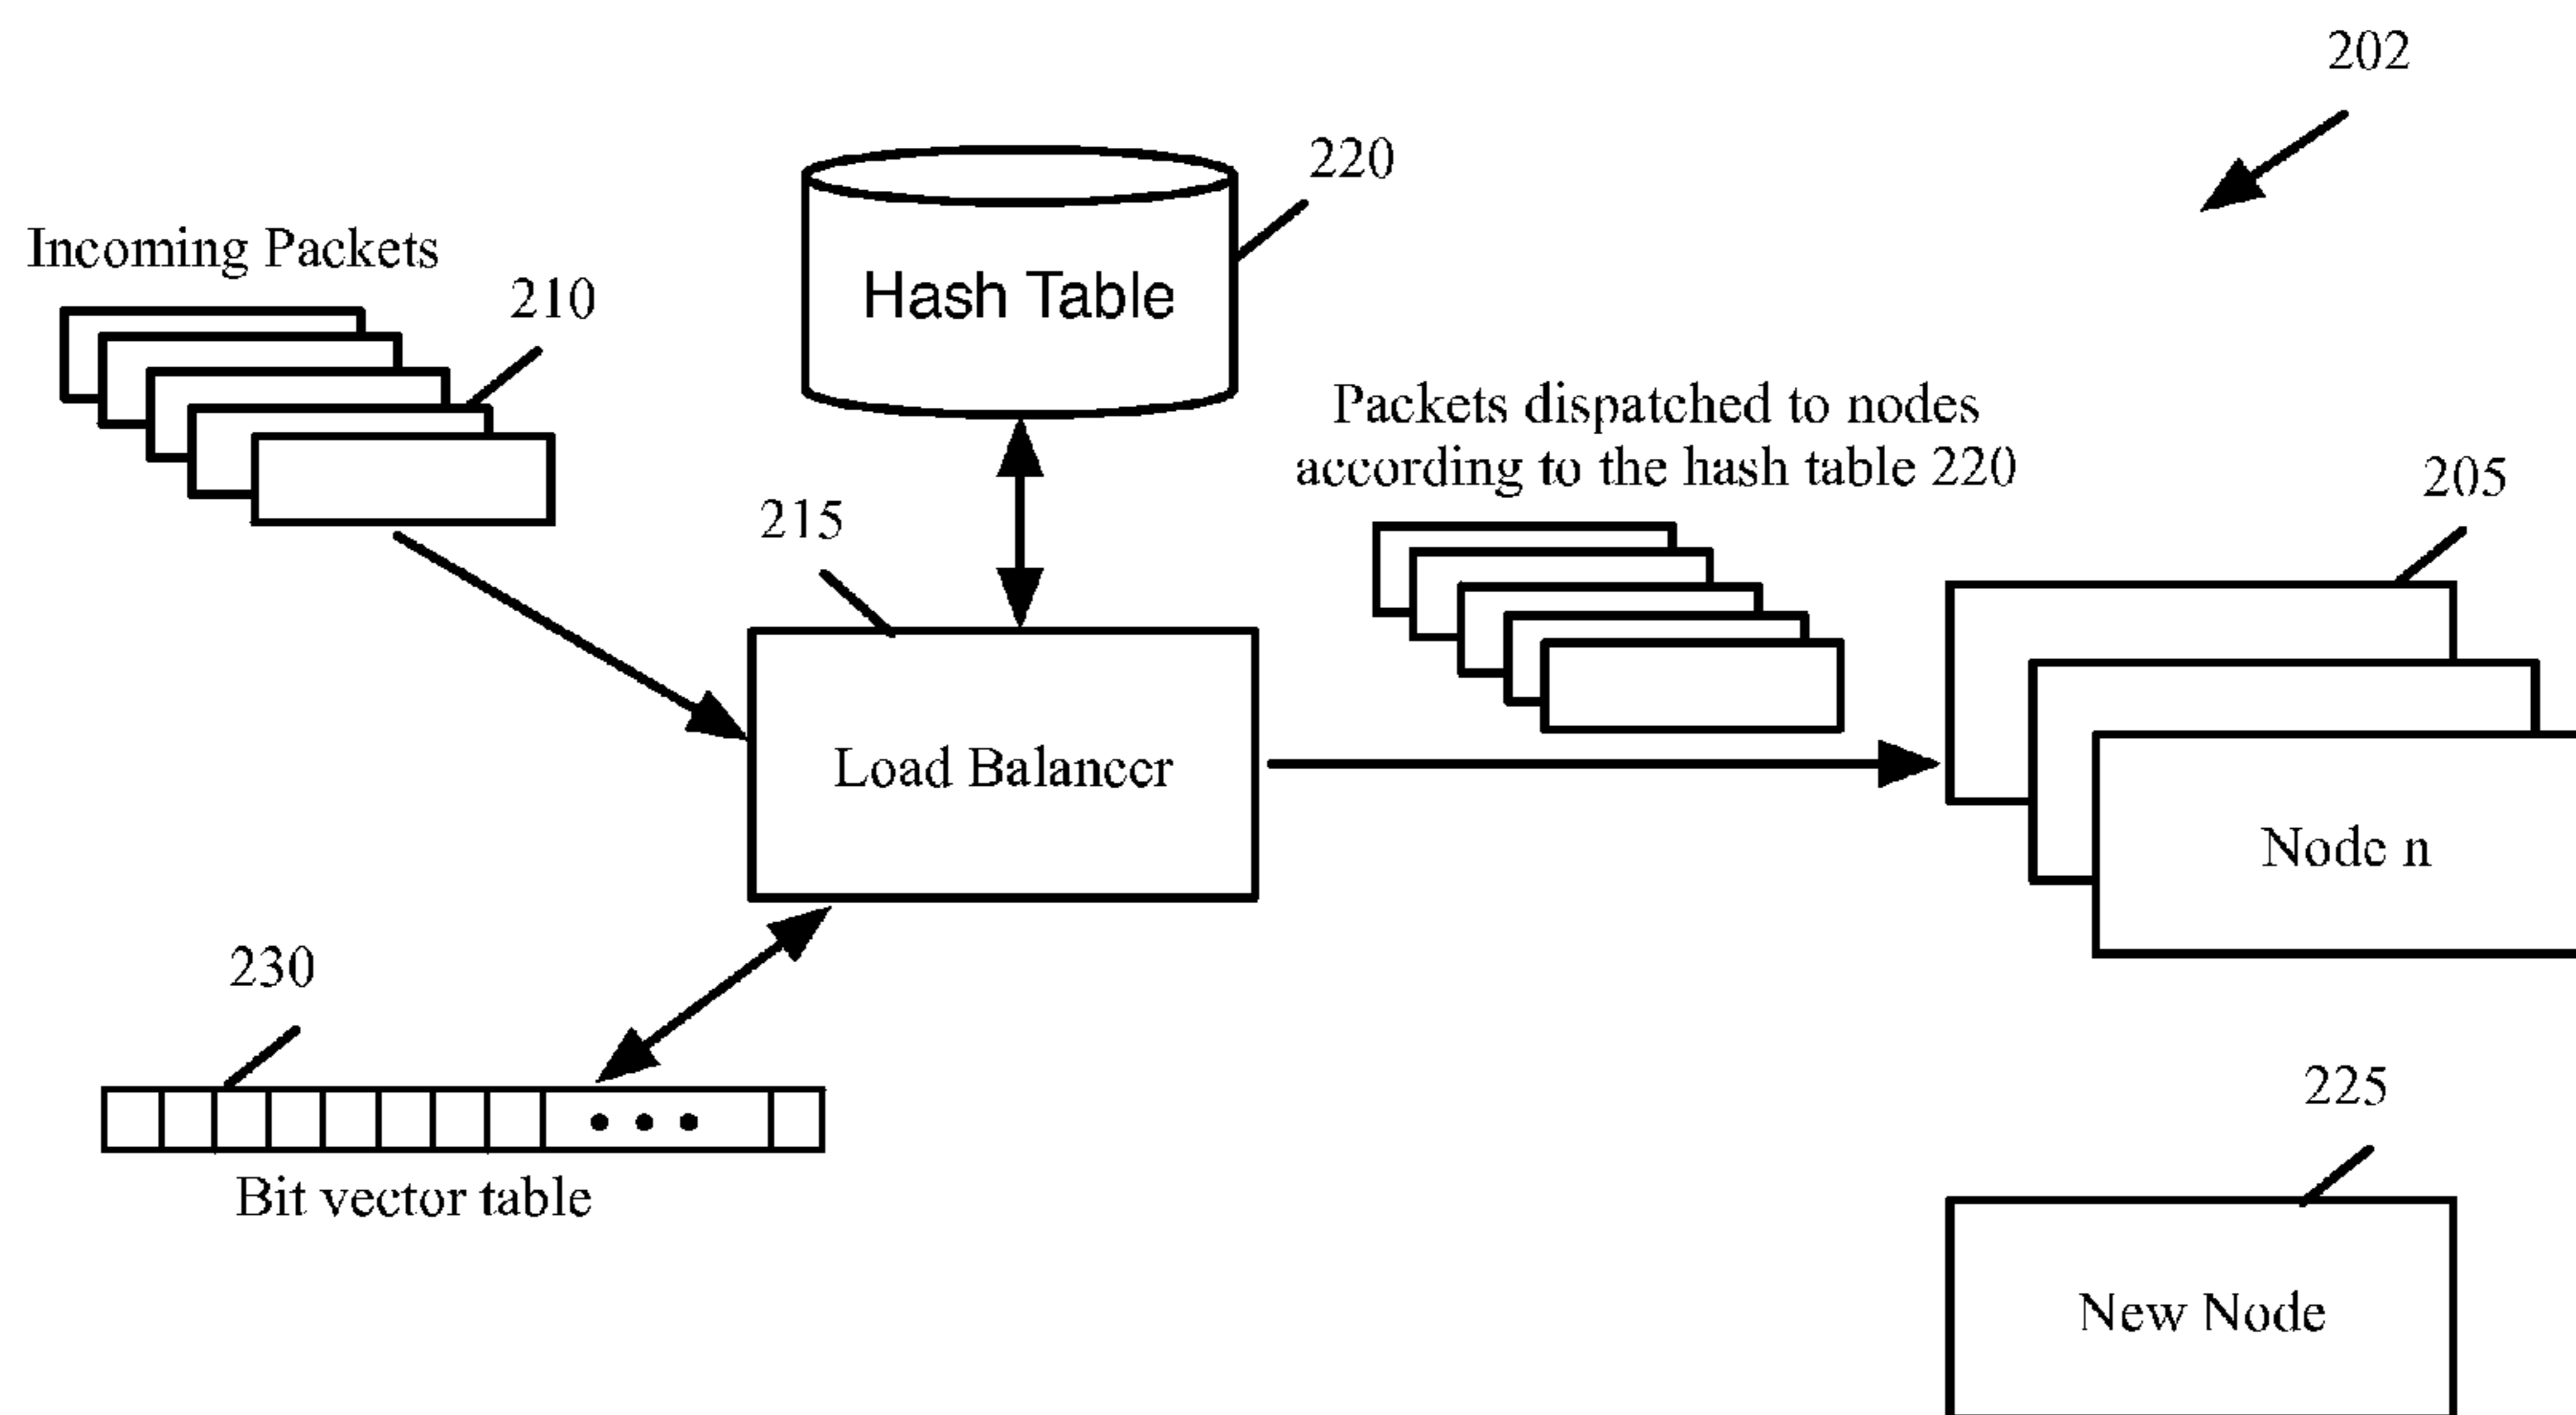 202
220
Incoming Packets
210
Hash Table
Packets dispatched to nodes
according to the hash table 220
205
215
Load Balancer
Node n
230
225
Bit vector table
New Node